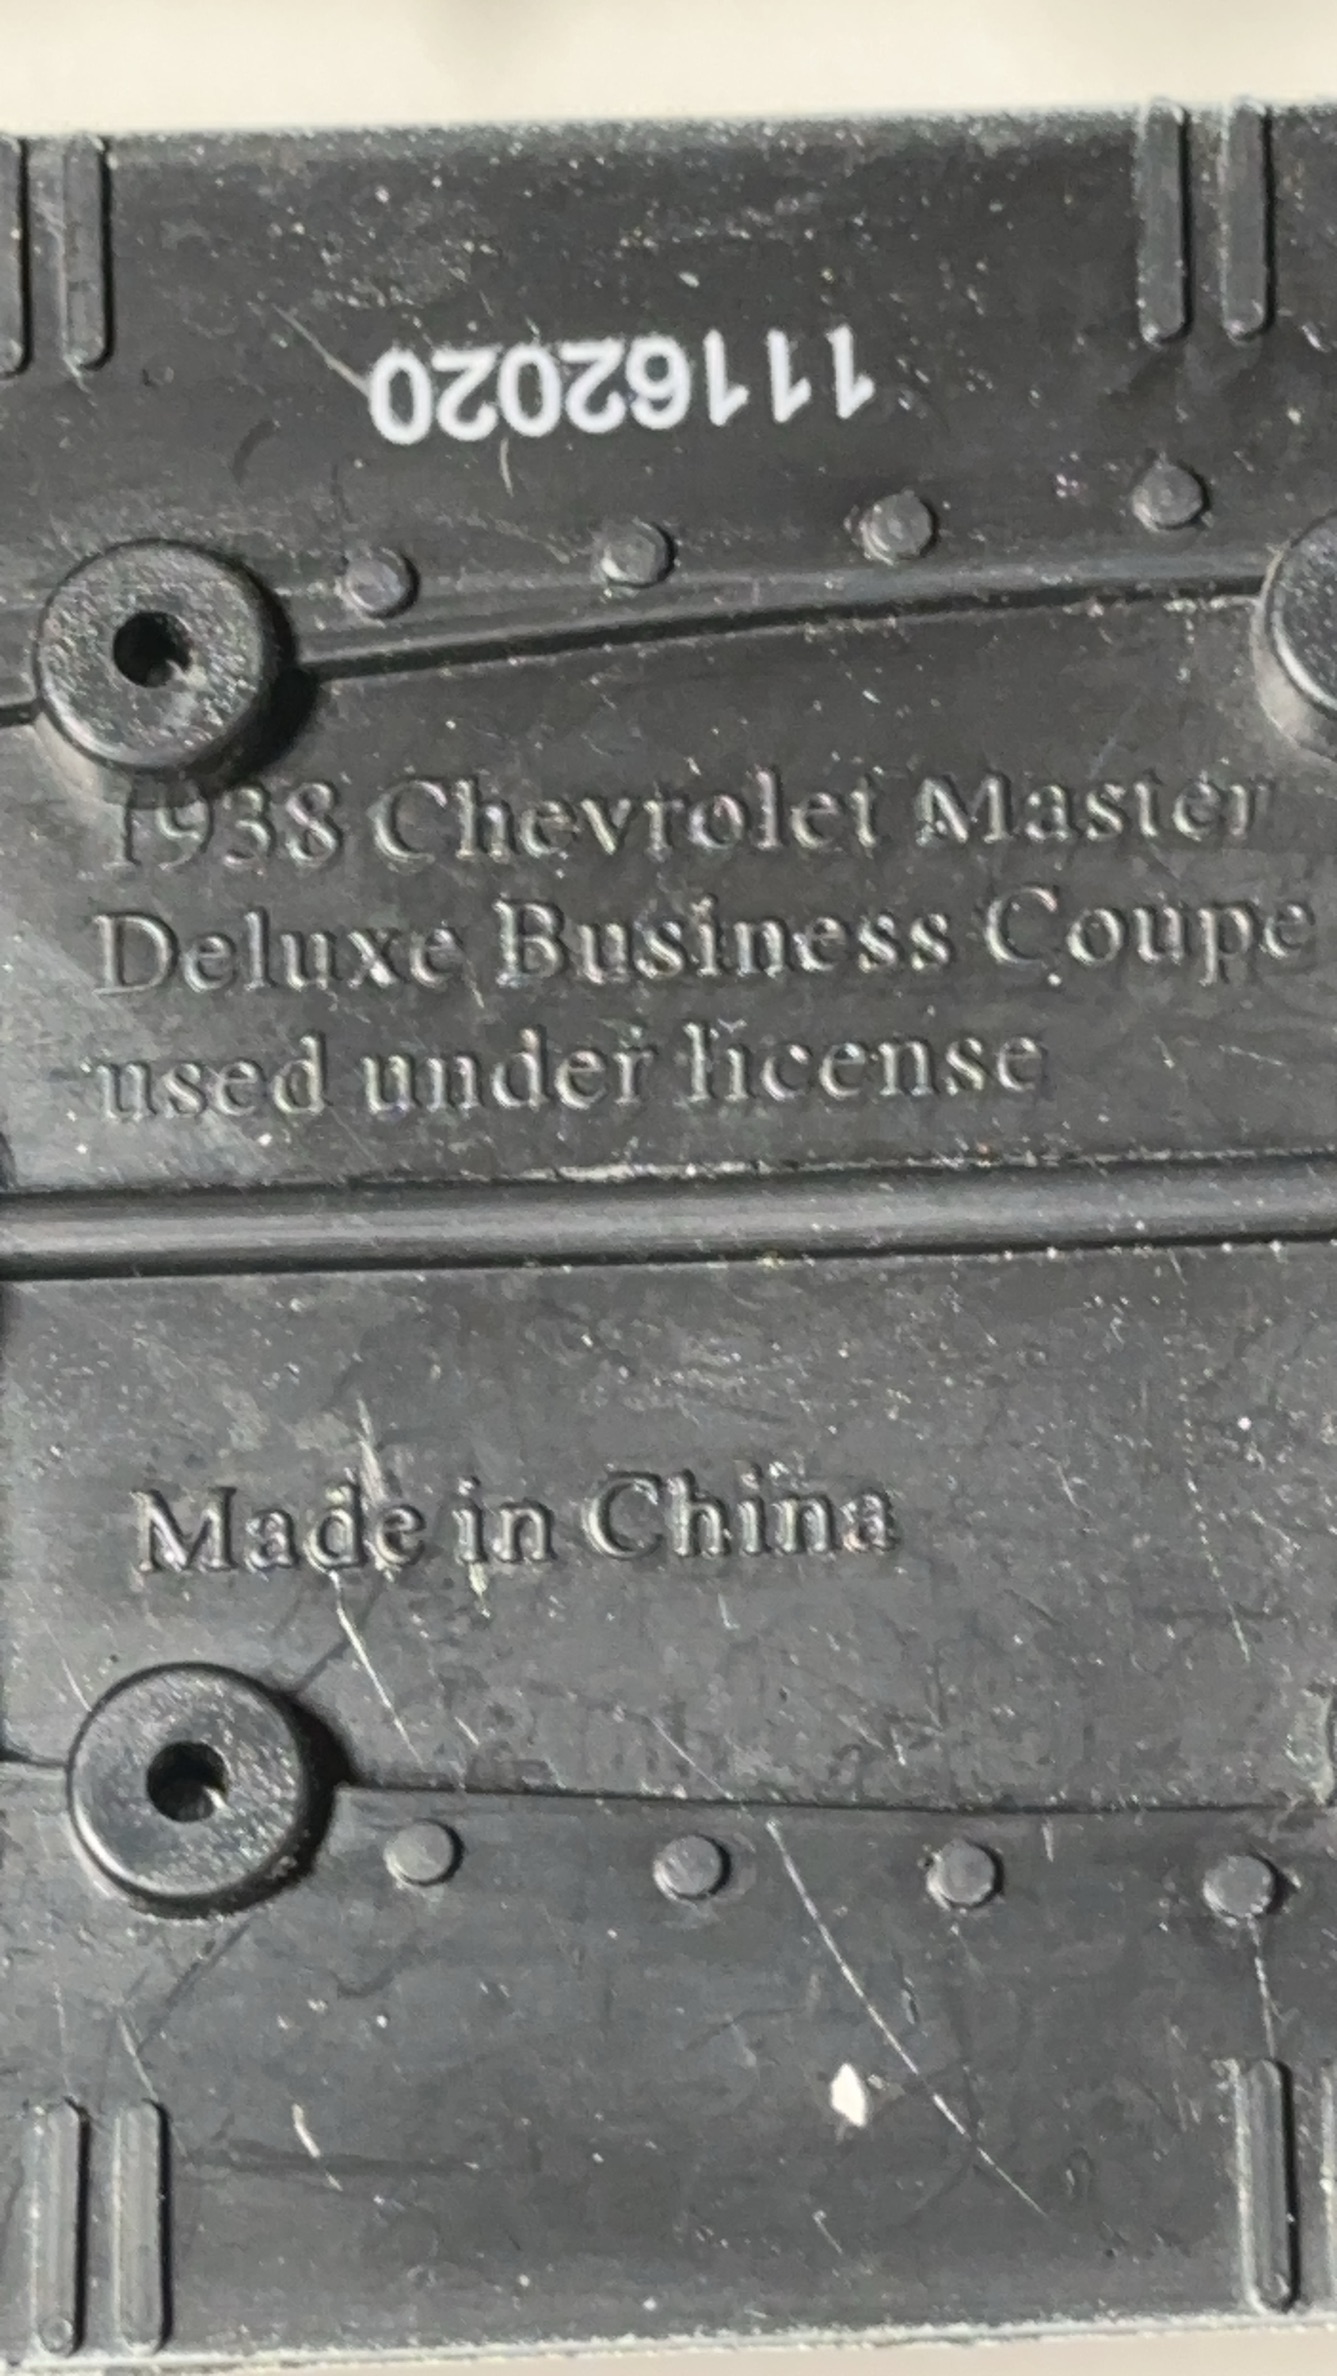 11162020
1938 Chevrolet Master
Deluxe Business Coupe
used under license
Made in China